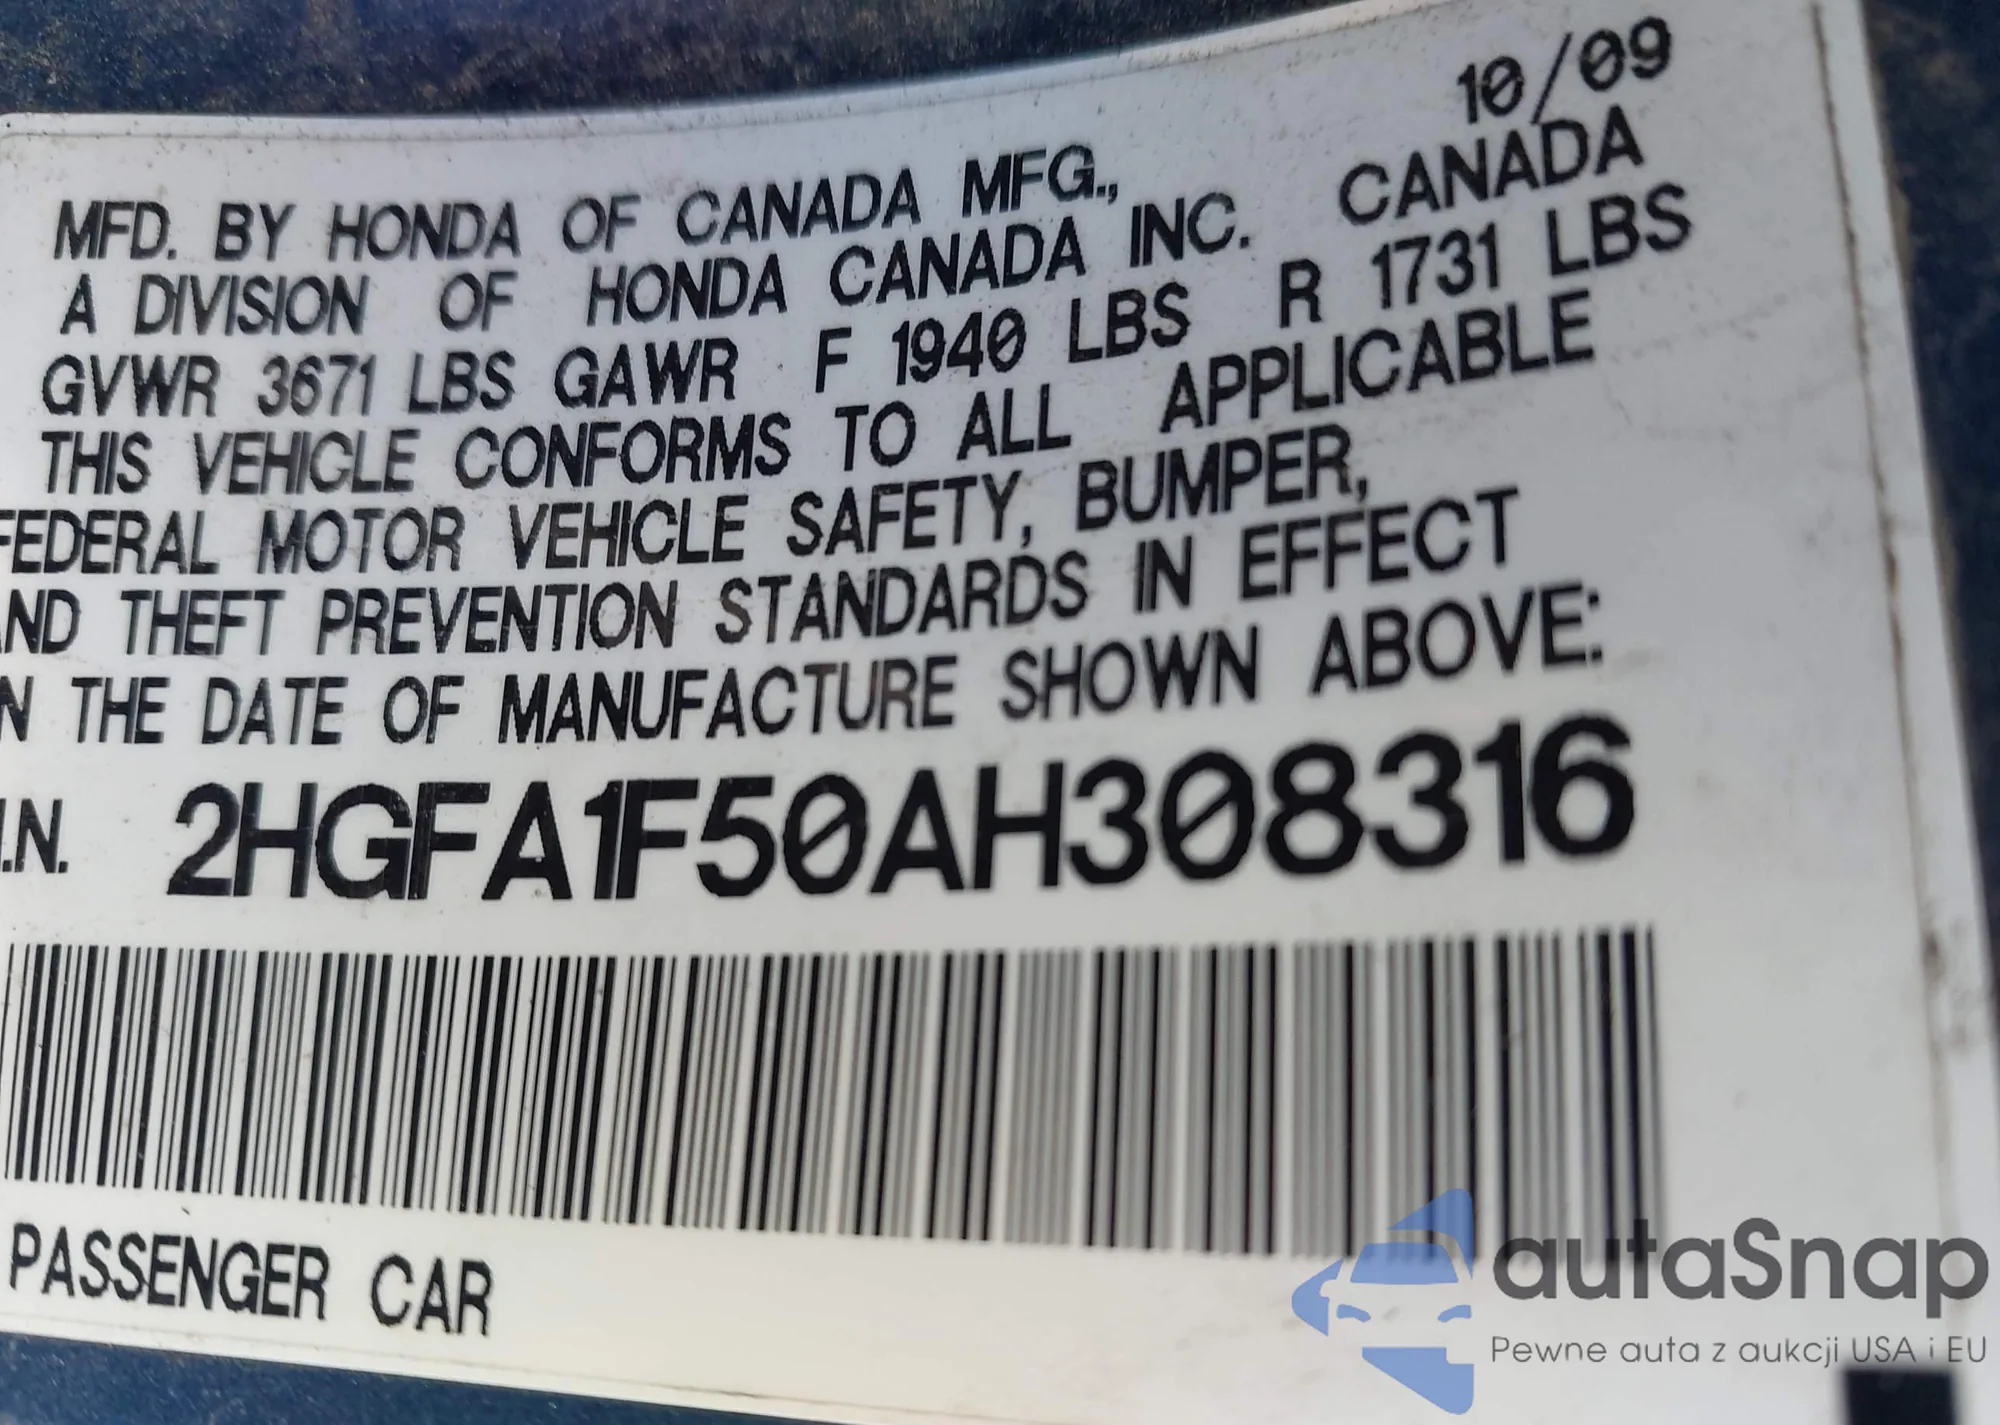 10/09
MFD. BY HONDA OF CANADA MFG.,
A DIVISION OF HONDA CANADA INC. CANADA
GVWR 3671 LBS GAWR F 1940 LBS R 1731 LBS
THIS VEHICLE CONFORMS TO ALL APPLICABLE
FEDERAL MOTOR VEHICLE SAFETY, BUMPER,
AND THEFT PREVENTION STANDARDS IN EFFECT
N THE DATE OF MANUFACTURE SHOWN ABOVE:
I.N. 2HGFA1F50AH308316
PASSENGER CAR
autaSnap
Pewne auta z aukcji USA i EU